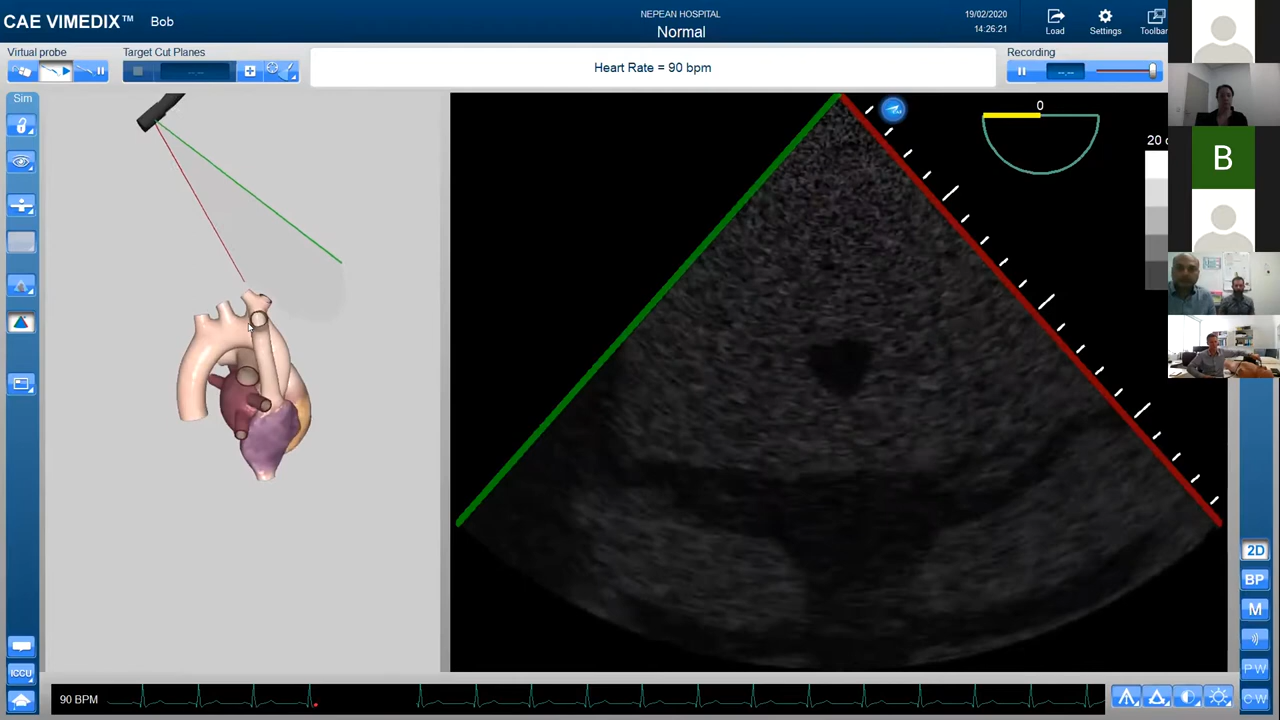 CAE VIMEDIX™ Bob
NEPEAN HOSPITAL
Normal
19/02/2020
14:26:21
Load
Settings
Toolbar
Virtual probe
Target Cut Planes
--.--
Heart Rate = 90 bpm
Recording
--.--
Sim
0
20 c
B
2D
BP
M
PW
CW
ICCU
90 BPM